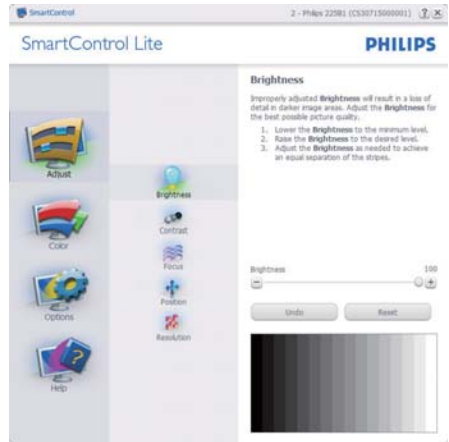 SmartControl
2 - Philips 225B1 (CS30715000001)
?
X
SmartControl Lite
PHILIPS
Adjust
Color
Options
Help
Brightness
Contrast
Focus
Position
Resolution
Brightness
Improperly adjusted Brightness will result in a loss of
detail in darker image areas. Adjust the Brightness for
the best possible picture quality.
1. Lower the Brightness to the minimum level.
2. Raise the Brightness to the desired level.
3. Adjust the Brightness as needed to achieve
an equal separation of the stripes.
Brightness 100
Undo Reset